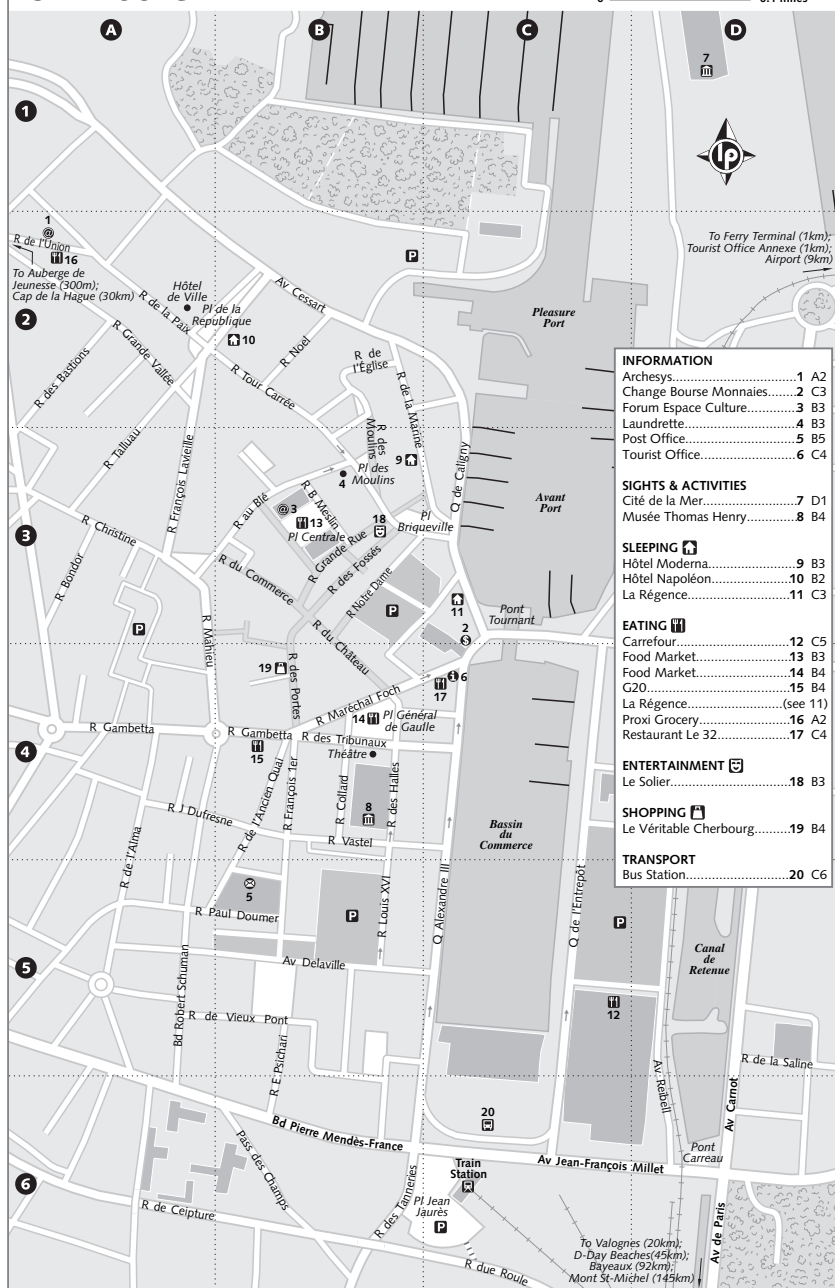 0 0.1 miles
A
B
C
D
7
1
lp
1
@
R de l'Union
16
To Auberge de
Jeunesse (300m);
Cap de la Hague (30km)
Hôtel
de Ville
Pl de la
République
R de la Paix
Av Cessart
P
To Ferry Terminal (1km);
Tourist Office Annexe (1km);
Airport (9km)
2
10
R Noel
R de
l'Église
R Grande Vallée
R des Bastions
R Tour Carrée
R de la Marine
Pleasure
Port
R Talluau
R François Lavieille
R des
Moulins
9
Pl des
Moulins
4
Q de Caligny
Avant
Port
3
R Christine
R Bondor
R au Blé
@ 3
R B Meslin
13
Pl Centrale
18
Pl
Briqueville
R Grande Rue
R des Fossés
R Notre Dame
R du Commerce
P
11
2
$
Pont
Tournant
P
R Mahieu
R du Château
19
R des Portes
R Maréchal Foch
6
17
14
Pl Général
de Gaulle
4
R Gambetta
R Gambetta
R des Tribunaux
15
Théâtre
R de l'Ancien Quai
R François 1er
R Collard
8
R des Halles
R J Dufresne
R de l'Alma
R Vastel
Bassin
du
Commerce
5
R Paul Doumer
P
R Louis XVI
Q Alexandre III
Q de l'Entrepôt
P
Canal
de
Retenue
5
Av Delaville
Bd Robert Schuman
R de Vieux Pont
R E Psichari
12
Av Reibell
R de la Saline
Av Carnot
20
Bd Pierre Mendès-France
Pass des Champs
Train
Station
Av Jean-François Millet
Pont
Carreau
6
R de Ceipture
R des Tanneries
Pl Jean
Jaurès
P
R due Roule
Av de Paris
To Valognes (20km);
D-Day Beaches(45km);
Bayeaux (92km);
Mont St-Michel (145km)
INFORMATION
Archesys..................................1 A2
Change Bourse Monnaies......2 C3
Forum Espace Culture............3 B3
Laundrette..............................4 B3
Post Office..............................5 B5
Tourist Office.........................6 C4
SIGHTS & ACTIVITIES
Cité de la Mer........................7 D1
Musée Thomas Henry............8 B4
SLEEPING
Hôtel Moderna.......................9 B3
Hôtel Napoléon....................10 B2
La Régence..........................11 C3
EATING
Carrefour..............................12 C5
Food Market.........................13 B3
Food Market.........................14 B4
G20......................................15 B4
La Régence.....................(see 11)
Proxi Grocery.......................16 A2
Restaurant Le 32..................17 C4
ENTERTAINMENT
Le Solier...............................18 B3
SHOPPING
Le Véritable Cherbourg.........19 B4
TRANSPORT
Bus Station...........................20 C6